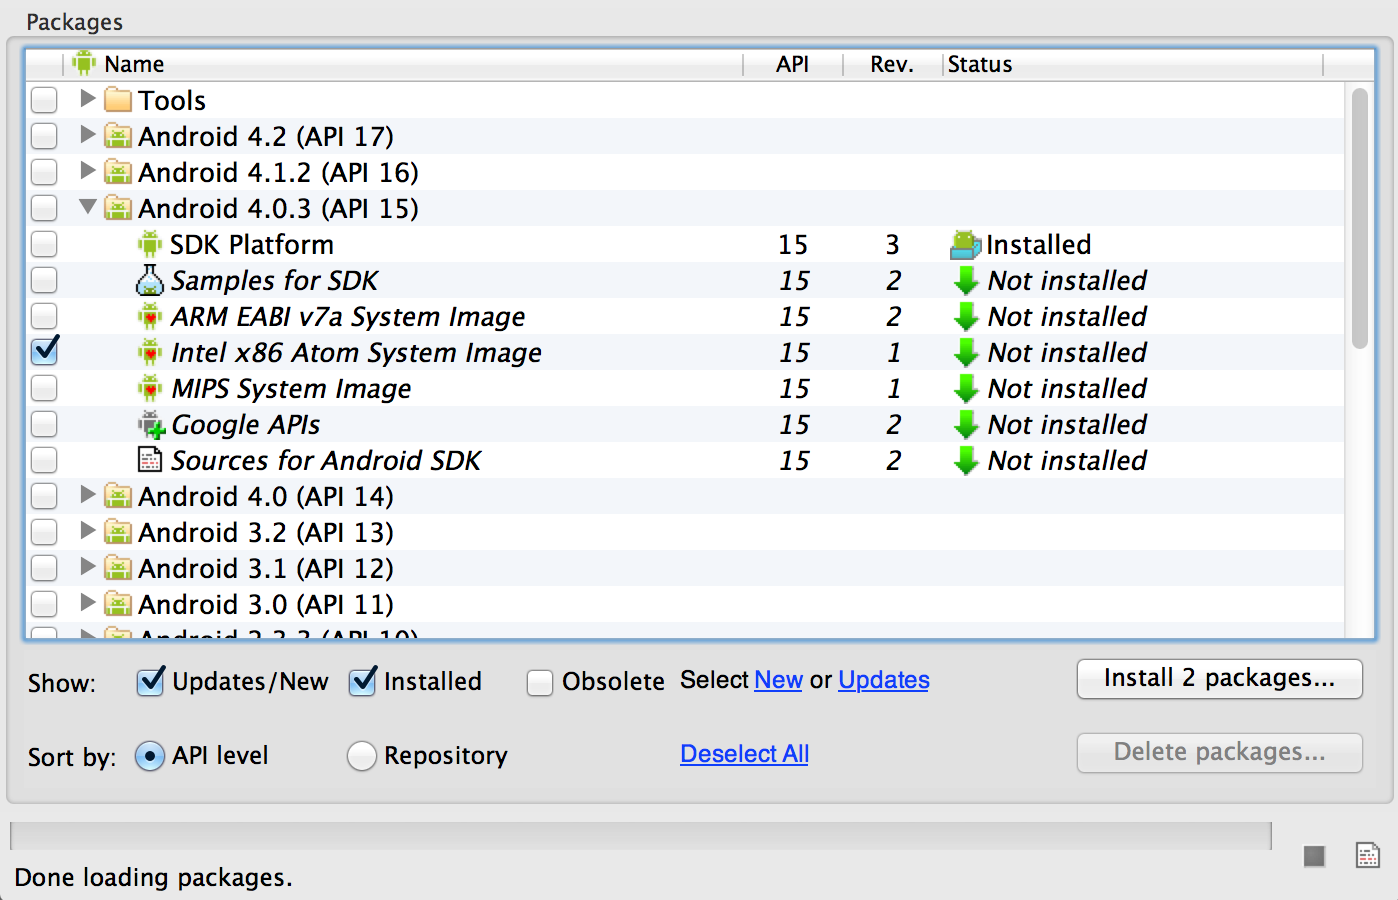 Packages
Name API Rev. Status
Tools
Android 4.2 (API 17)
Android 4.1.2 (API 16)
Android 4.0.3 (API 15)
SDK Platform 15 3 Installed
Samples for SDK 15 2 Not installed
ARM EABI v7a System Image 15 2 Not installed
Intel x86 Atom System Image 15 1 Not installed
MIPS System Image 15 1 Not installed
Google APIs 15 2 Not installed
Sources for Android SDK 15 2 Not installed
Android 4.0 (API 14)
Android 3.2 (API 13)
Android 3.1 (API 12)
Android 3.0 (API 11)
Android 2.3.3 (API 10)
Show: Updates/New Installed Obsolete Select New or Updates Install 2 packages...
Sort by: API level Repository Deselect All Delete packages...
Done loading packages.